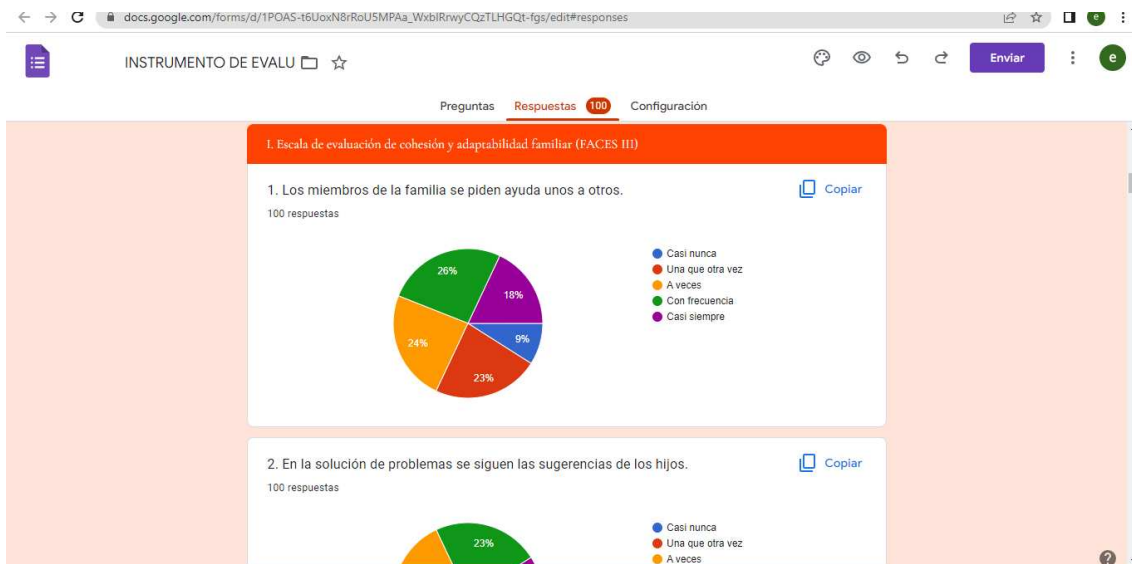 docs.google.com/forms/d/1POAS-t6UoxN8rRoU5MPAa_WxbIRrwyCQzTLHGQt-fgs/edit#responses
INSTRUMENTO DE EVALU
Enviar
e
Preguntas Respuestas 100 Configuración
I. Escala de evaluación de cohesión y adaptabilidad familiar (FACES III)
1. Los miembros de la familia se piden ayuda unos a otros.
Copiar
100 respuestas
26%
18%
24%
9%
23%
Casi nunca
Una que otra vez
A veces
Con frecuencia
Casi siempre
2. En la solución de problemas se siguen las sugerencias de los hijos.
Copiar
100 respuestas
23%
Casi nunca
Una que otra vez
A veces